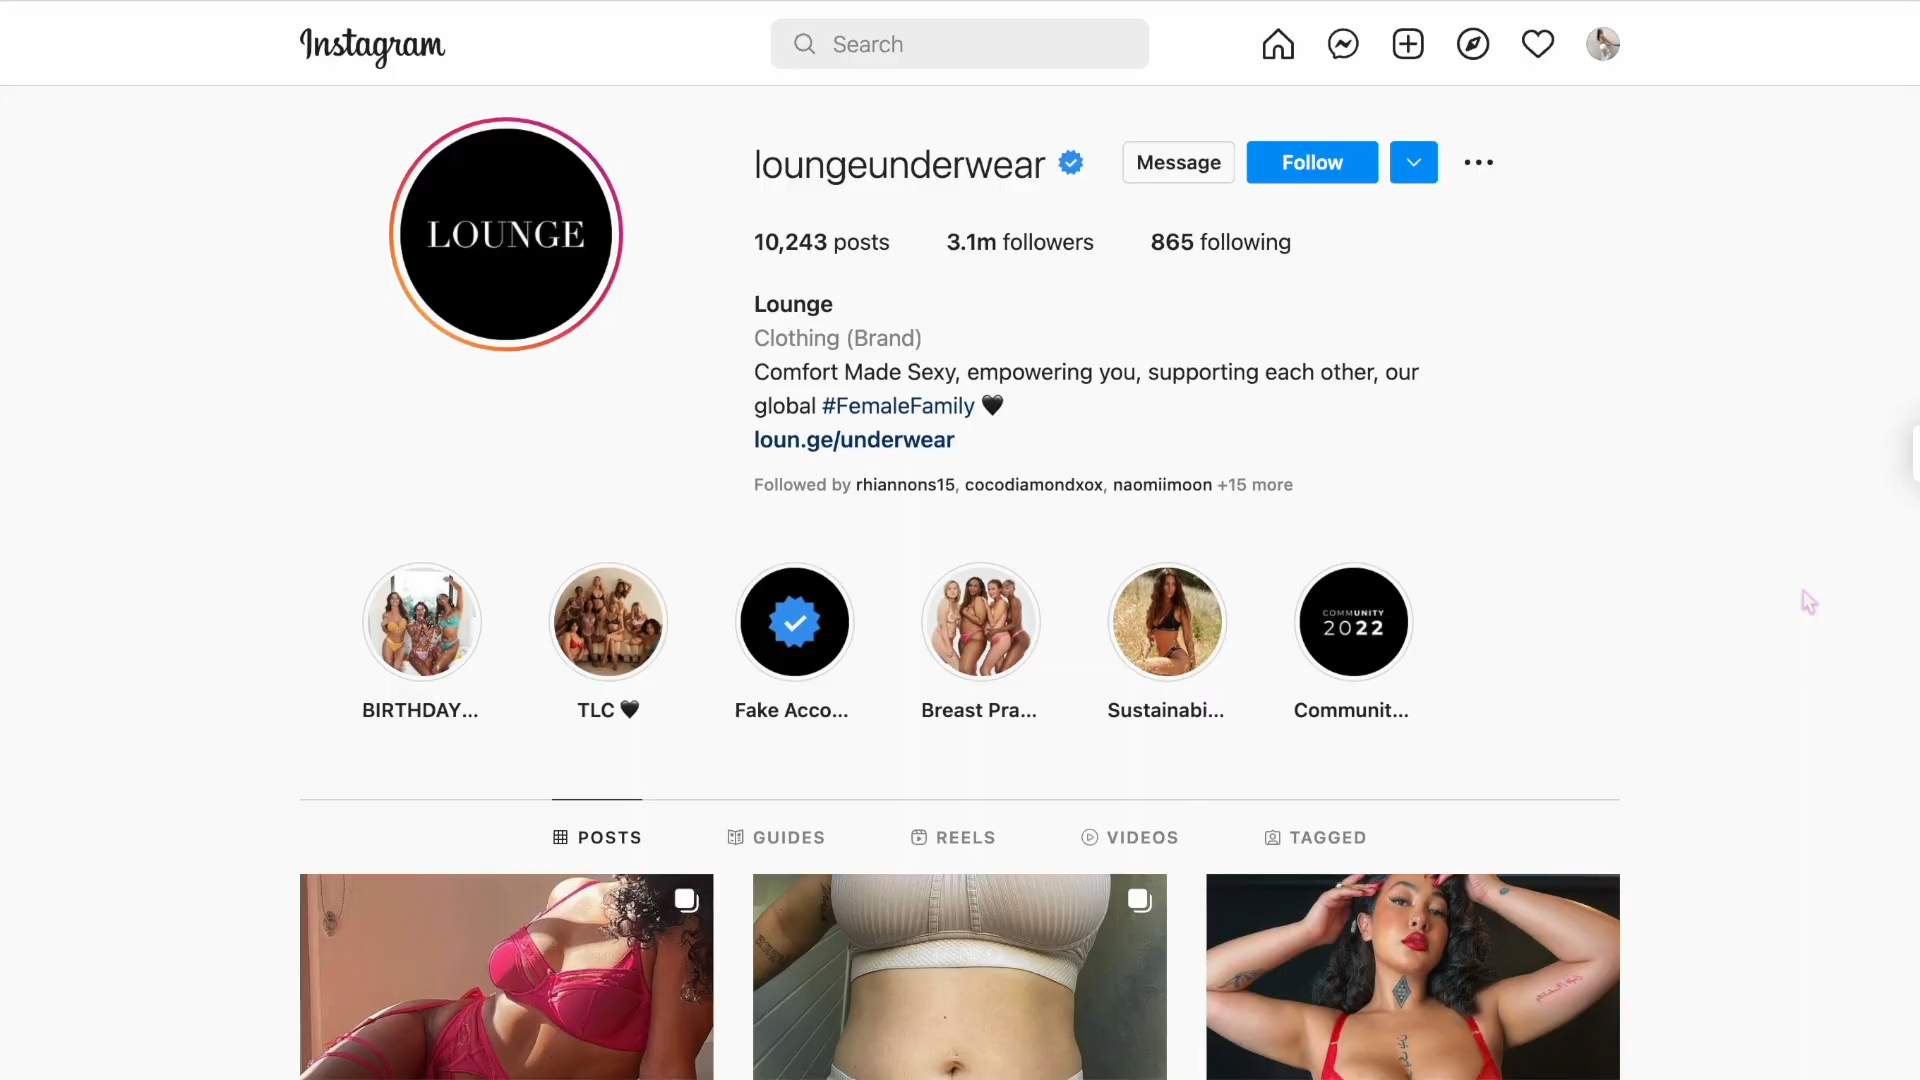 Instagram
Search
LOUNGE
loungeunderwear
Message
Follow
10,243 posts
3.1m followers
865 following
Lounge
Clothing (Brand)
Comfort Made Sexy, empowering you, supporting each other, our
global #FemaleFamily 🖤
loun.ge/underwear
Followed by rhiannons15, cocodiamondxox, naomiimoon +15 more
COMMUNITY
2022
BIRTHDAY...
TLC 🖤
Fake Acco...
Breast Pra...
Sustainabi...
Communit...
POSTS
GUIDES
REELS
VIDEOS
TAGGED